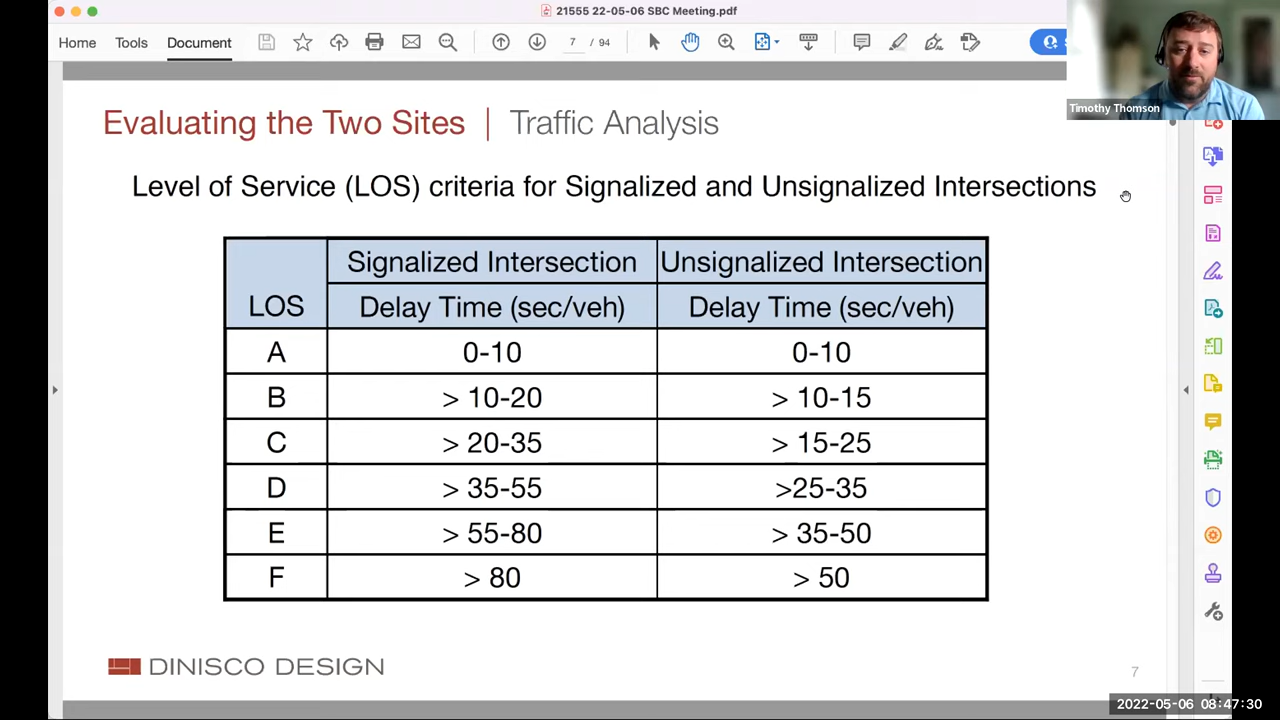 21555 22-05-06 SBC Meeting.pdf
Home Tools Document 7 / 94
Timothy Thomson
Evaluating the Two Sites | Traffic Analysis
Level of Service (LOS) criteria for Signalized and Unsignalized Intersections
Signalized Intersection Unsignalized Intersection
LOS Delay Time (sec/veh) Delay Time (sec/veh)
A 0-10 0-10
B > 10-20 > 10-15
C > 20-35 > 15-25
D > 35-55 >25-35
E > 55-80 > 35-50
F > 80 > 50
DINISCO DESIGN 7
2022-05-06 08:47:30